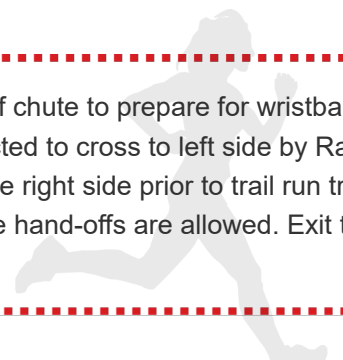 f chute to prepare for wristba
ted to cross to left side by Ra
e right side prior to trail run tr
e hand-offs are allowed. Exit t